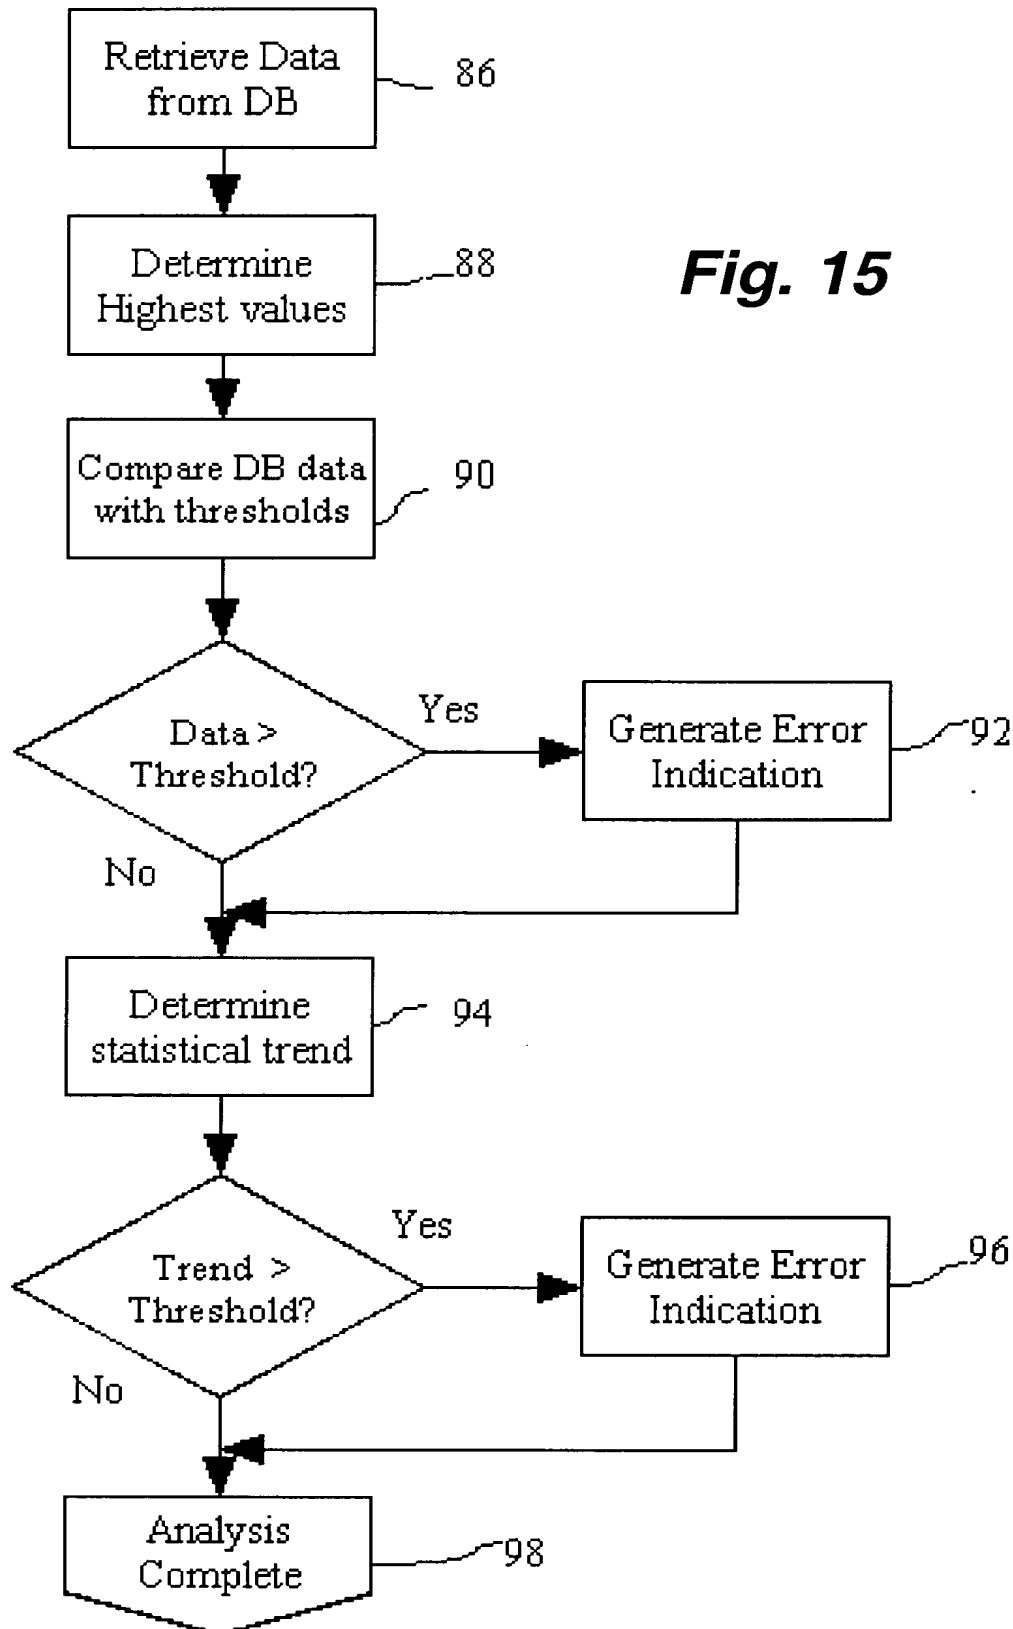 Retrieve Data
from DB
86
Determine
Highest values
88
Fig. 15
Compare DB data
with thresholds
90
Data >
Threshold?
Yes
Generate Error
Indication
92
No
Determine
statistical trend
94
Trend >
Threshold?
Yes
Generate Error
Indication
96
No
Analysis
Complete
98